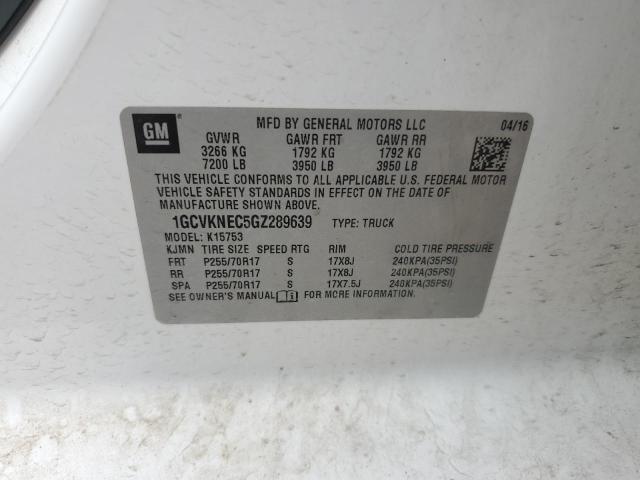 GM
MFD BY GENERAL MOTORS LLC 04/16
GVWR GAWR FRT GAWR RR
3266 KG 1792 KG 1792 KG
7200 LB 3950 LB 3950 LB
THIS VEHICLE CONFORMS TO ALL APPLICABLE U.S. FEDERAL MOTOR
VEHICLE SAFETY STANDARDS IN EFFECT ON THE DATE OF
MANUFACTURE SHOWN ABOVE.
1GCVKNEC5GZ289639 TYPE: TRUCK
MODEL: K15753
KJMN TIRE SIZE SPEED RTG RIM COLD TIRE PRESSURE
FRT P255/70R17 S 17X8J 240KPA(35PSI)
RR P255/70R17 S 17X8J 240KPA(35PSI)
SPA P255/70R17 S 17X7.5J 240KPA(35PSI)
SEE OWNER'S MANUAL FOR MORE INFORMATION.